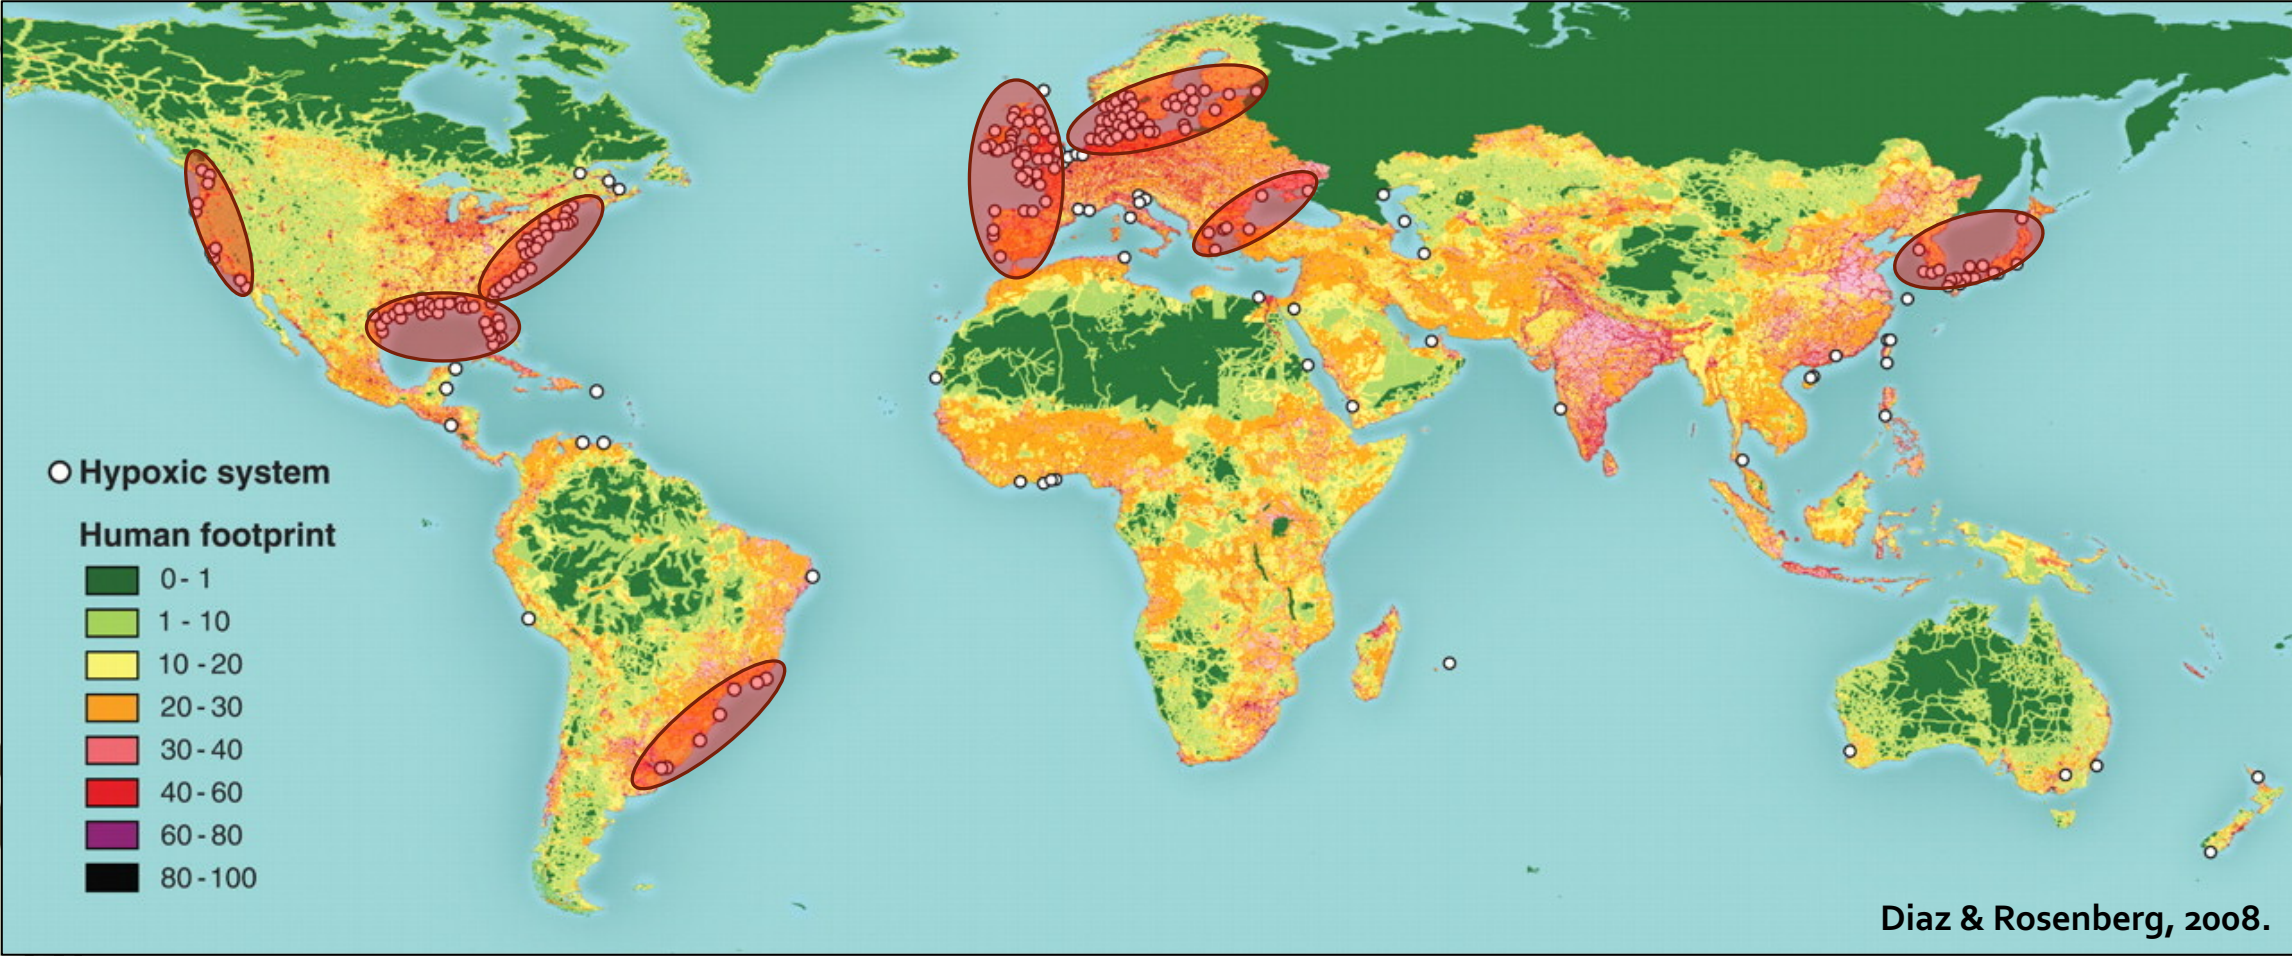 Hypoxic system
Human footprint
0 - 1
1 - 10
10 - 20
20 - 30
30 - 40
40 - 60
60 - 80
80 - 100
Diaz & Rosenberg, 2008.